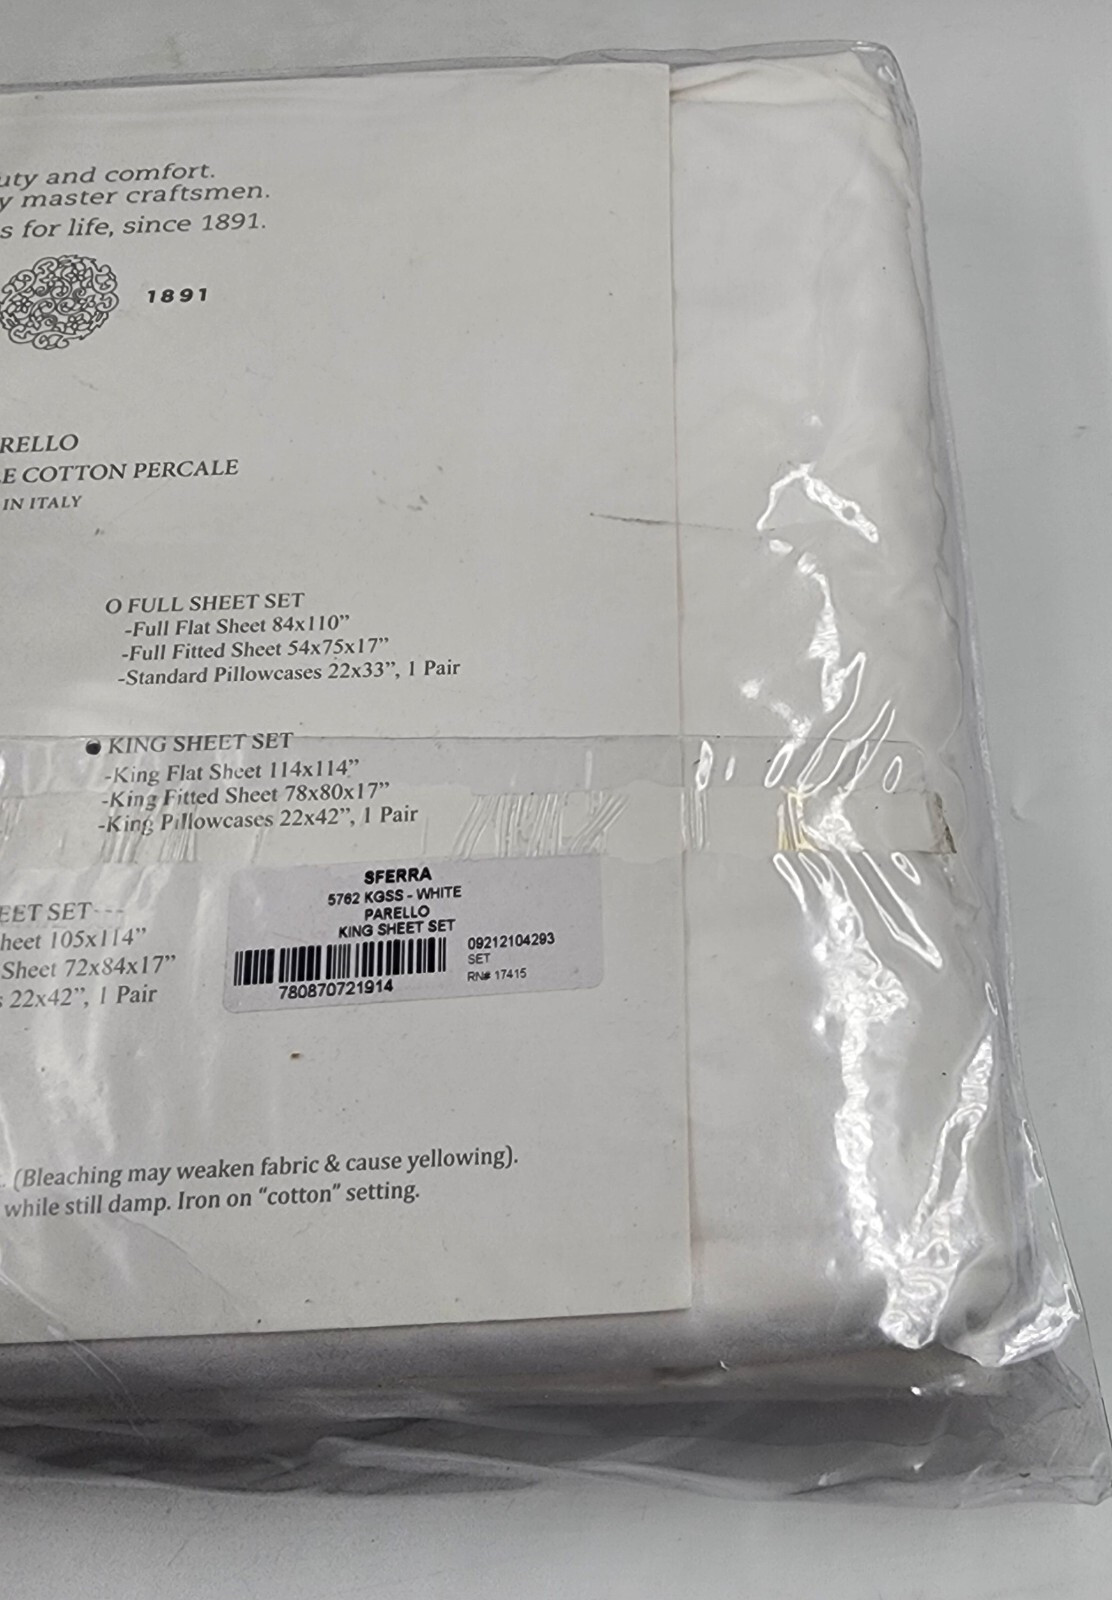 and comfort.
master craftsmen.
for life, since 1891.
1891
COTTON PERCALE
IN ITALY
O FULL SHEET SET
-Full Flat Sheet 84x110”
-Full Fitted Sheet 54x75x17”
-Standard Pillowcases 22x33”, 1 Pair
KING SHEET SET
-King Flat Sheet 114x114”
-King Fitted Sheet 78x80x17”
-King Pillowcases 22x42”, 1 Pair
SET
105x114”
Sheet 72x84x17”
22x42”, 1 Pair
SFERRA
5762 KGSS - WHITE
PARELLO
KING SHEET SET
09212104293
SET
RN# 17415
780870721914
(Bleaching may weaken fabric & cause yellowing).
while still damp. Iron on “cotton” setting.